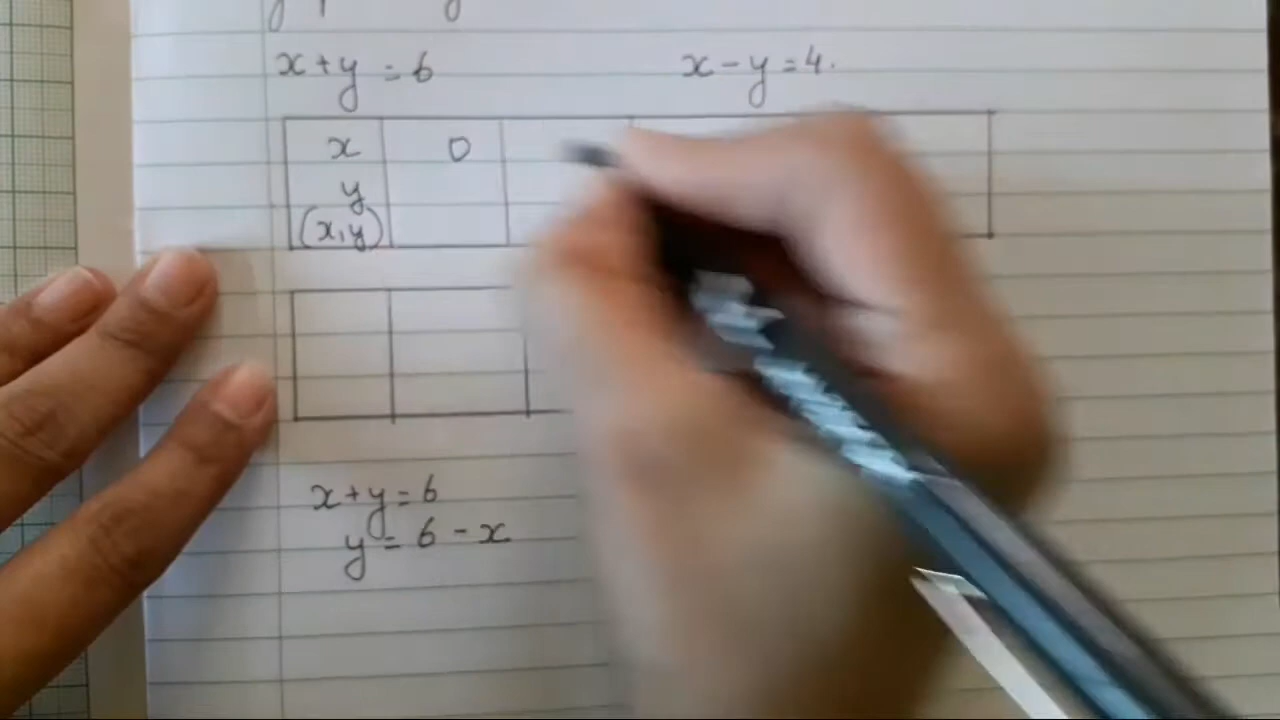 x + y = 6 x - y = 4.
x 0
y
(x, y)
x + y = 6
y = 6 - x